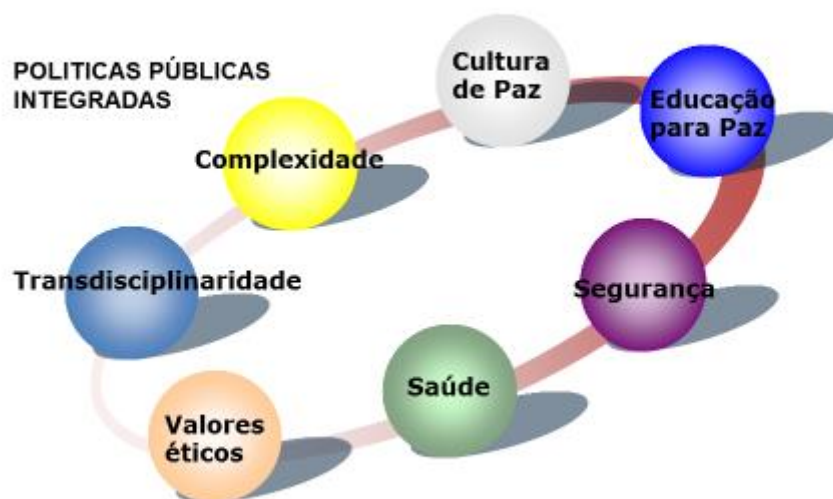 POLITICAS PÚBLICAS
INTEGRADAS
Cultura
de Paz
Educação
para Paz
Complexidade
Transdisciplinaridade
Segurança
Saúde
Valores
éticos